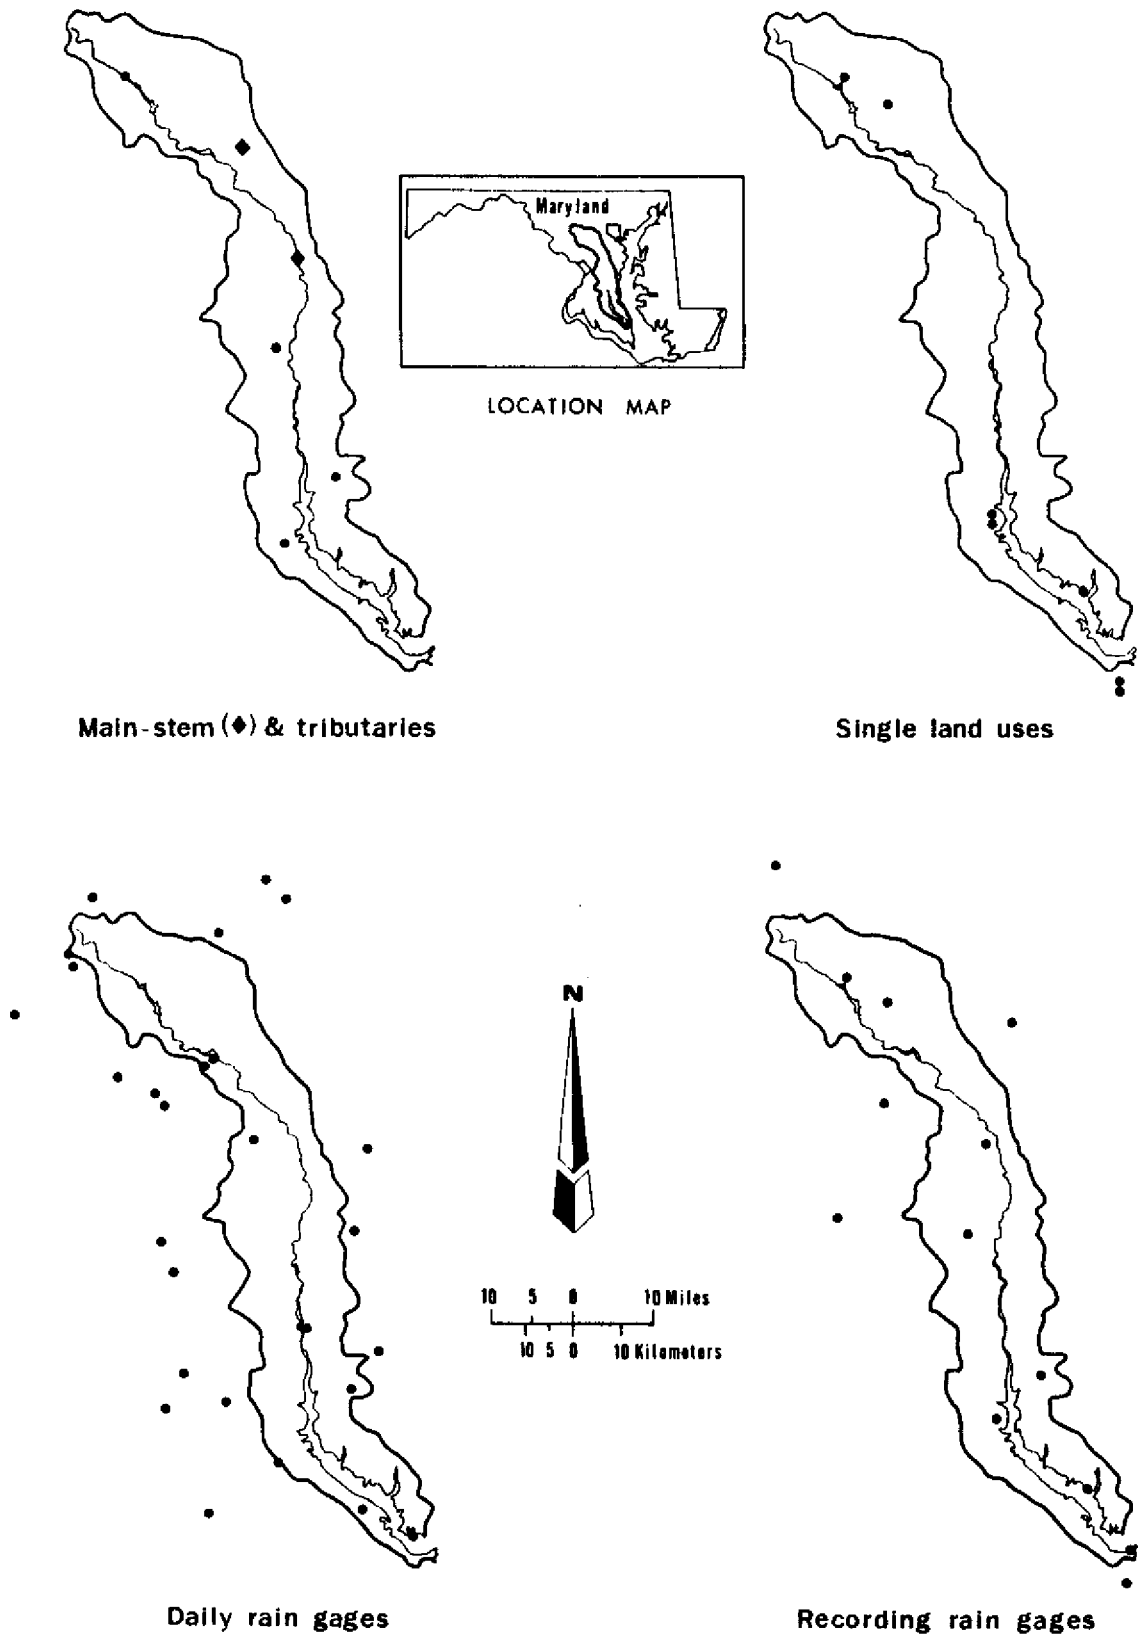 Maryland
LOCATION MAP
Main-stem (♦) & tributaries
Single land uses
N
10 5 0 10 Miles
10 5 0 10 Kilometers
Daily rain gages
Recording rain gages